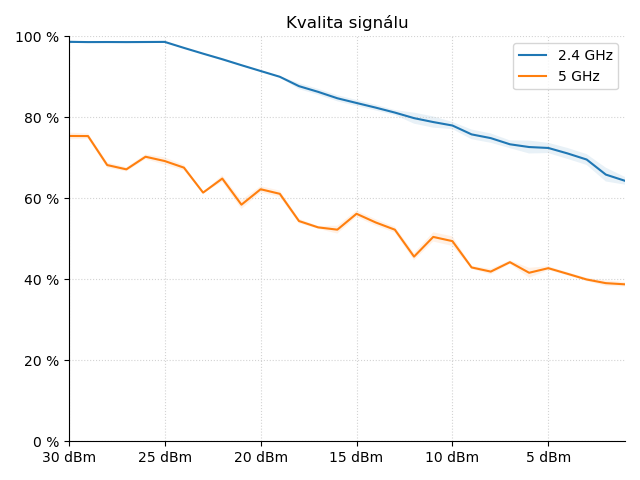 Kvalita signálu
100 %
80 %
60 %
40 %
20 %
0 %
30 dBm
25 dBm
20 dBm
15 dBm
10 dBm
5 dBm
2.4 GHz
5 GHz